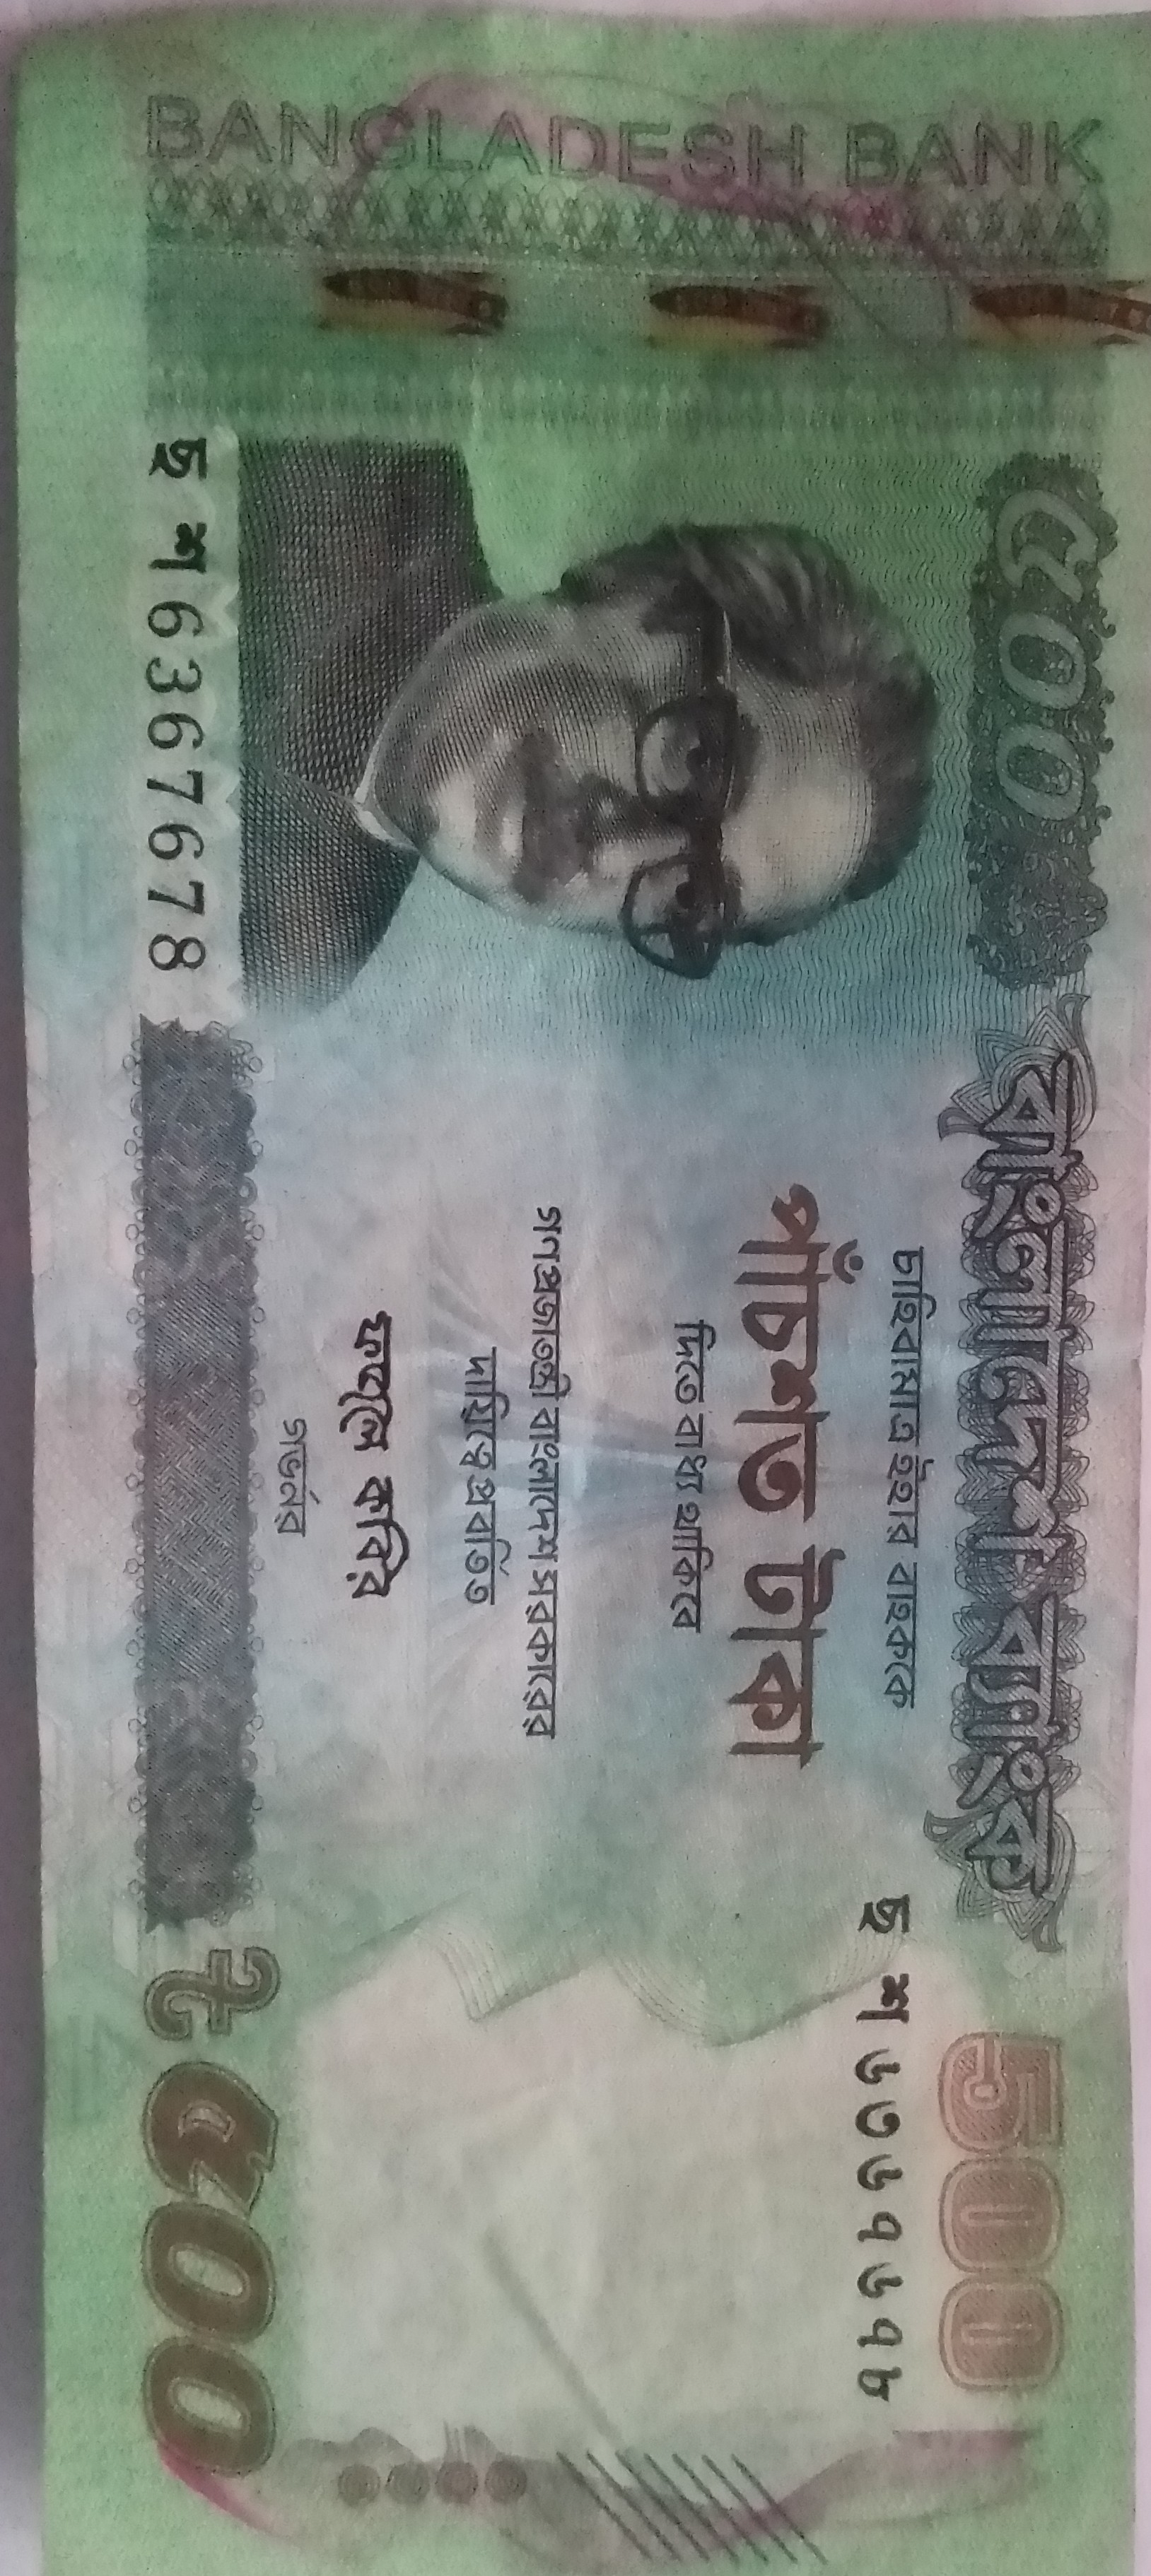 BANGLADESH BANK
৫০০
বাংলাদেশ ব্যাংক
500
চাহিবামাত্র ইহার বাহককে
ছ শ ৬৩৬৭৬৭৮
পাঁচশত টাকা
দিতে বাধ্য থাকিবে
গণপ্রজাতন্ত্রী বাংলাদেশ সরকারের
দায়িত্বে প্রবর্তিত
ফজলে কবির
গভর্নর
ছ শ 6367678
৳ ৫০০